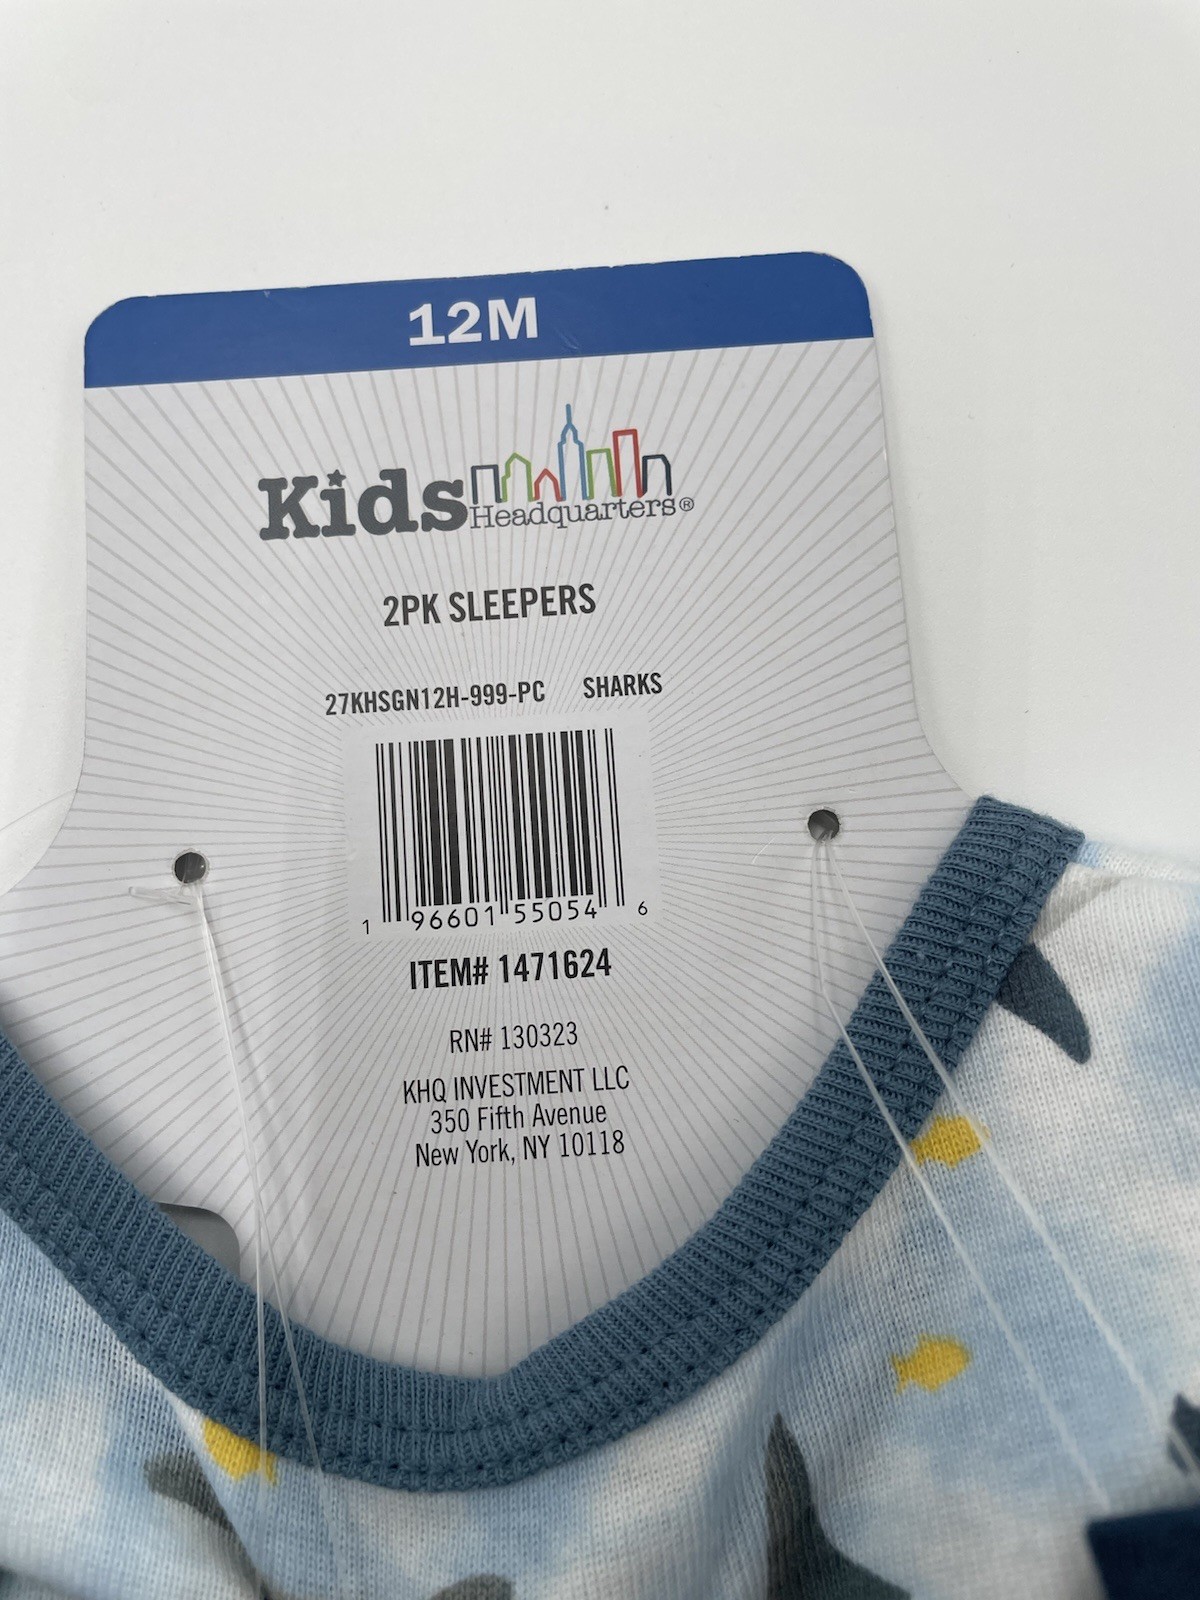 12M
Kids
Headquarters®
2PK SLEEPERS
27KHSGN12H-999-PC SHARKS
1 96601 55054 6
ITEM# 1471624
RN# 130323
KHQ INVESTMENT LLC
350 Fifth Avenue
New York, NY 10118